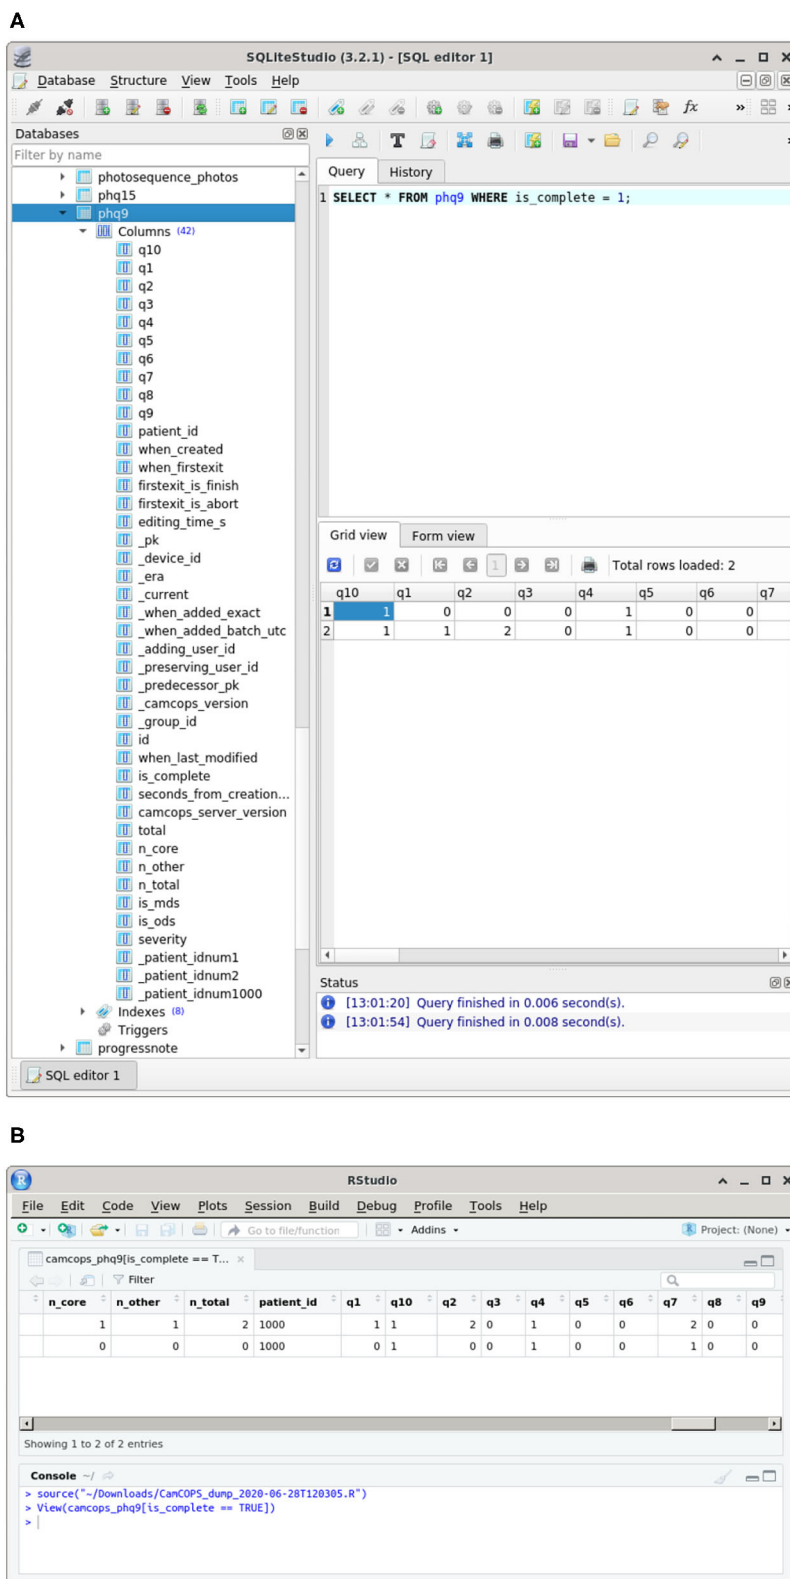 A
SQLiteStudio (3.2.1) - [SQL editor 1]
Database Structure View Tools Help
Databases
Filter by name
photosequence_photos
phq15
phq9
Columns (42)
q10
q1
q2
q3
q4
q5
q6
q7
q8
q9
patient_id
when_created
when_firstexit
firstexit_is_finish
firstexit_is_abort
editing_time_s
_pk
_device_id
_era
_current
_when_added_exact
_when_added_batch_utc
_adding_user_id
_preserving_user_id
_predecessor_pk
_camcops_version
_group_id
id
when_last_modified
is_complete
seconds_from_creation...
camcops_server_version
total
n_core
n_other
n_total
is_mds
is_ods
severity
_patient_idnum1
_patient_idnum2
_patient_idnum1000
Indexes (8)
Triggers
progressnote
Query History
1 SELECT * FROM phq9 WHERE is_complete = 1;
Grid view Form view
1 Total rows loaded: 2
q10 q1 q2 q3 q4 q5 q6 q7
1 1 0 0 0 1 0 0
2 1 1 2 0 1 0 0
Status
[13:01:20] Query finished in 0.006 second(s).
[13:01:54] Query finished in 0.008 second(s).
SQL editor 1
B
RStudio
File Edit Code View Plots Session Build Debug Profile Tools Help
Go to file/function Addins Project: (None)
camcops_phq9[is_complete == T...
Filter
n_core n_other n_total patient_id q1 q10 q2 q3 q4 q5 q6 q7 q8 q9
1 1 2 1000 1 1 2 0 1 0 0 2 0 0
0 0 0 1000 0 1 0 0 1 0 0 1 0 0
Showing 1 to 2 of 2 entries
Console ~/
> source("~/Downloads/CamCOPS_dump_2020-06-28T120305.R")
> View(camcops_phq9[is_complete == TRUE])
>